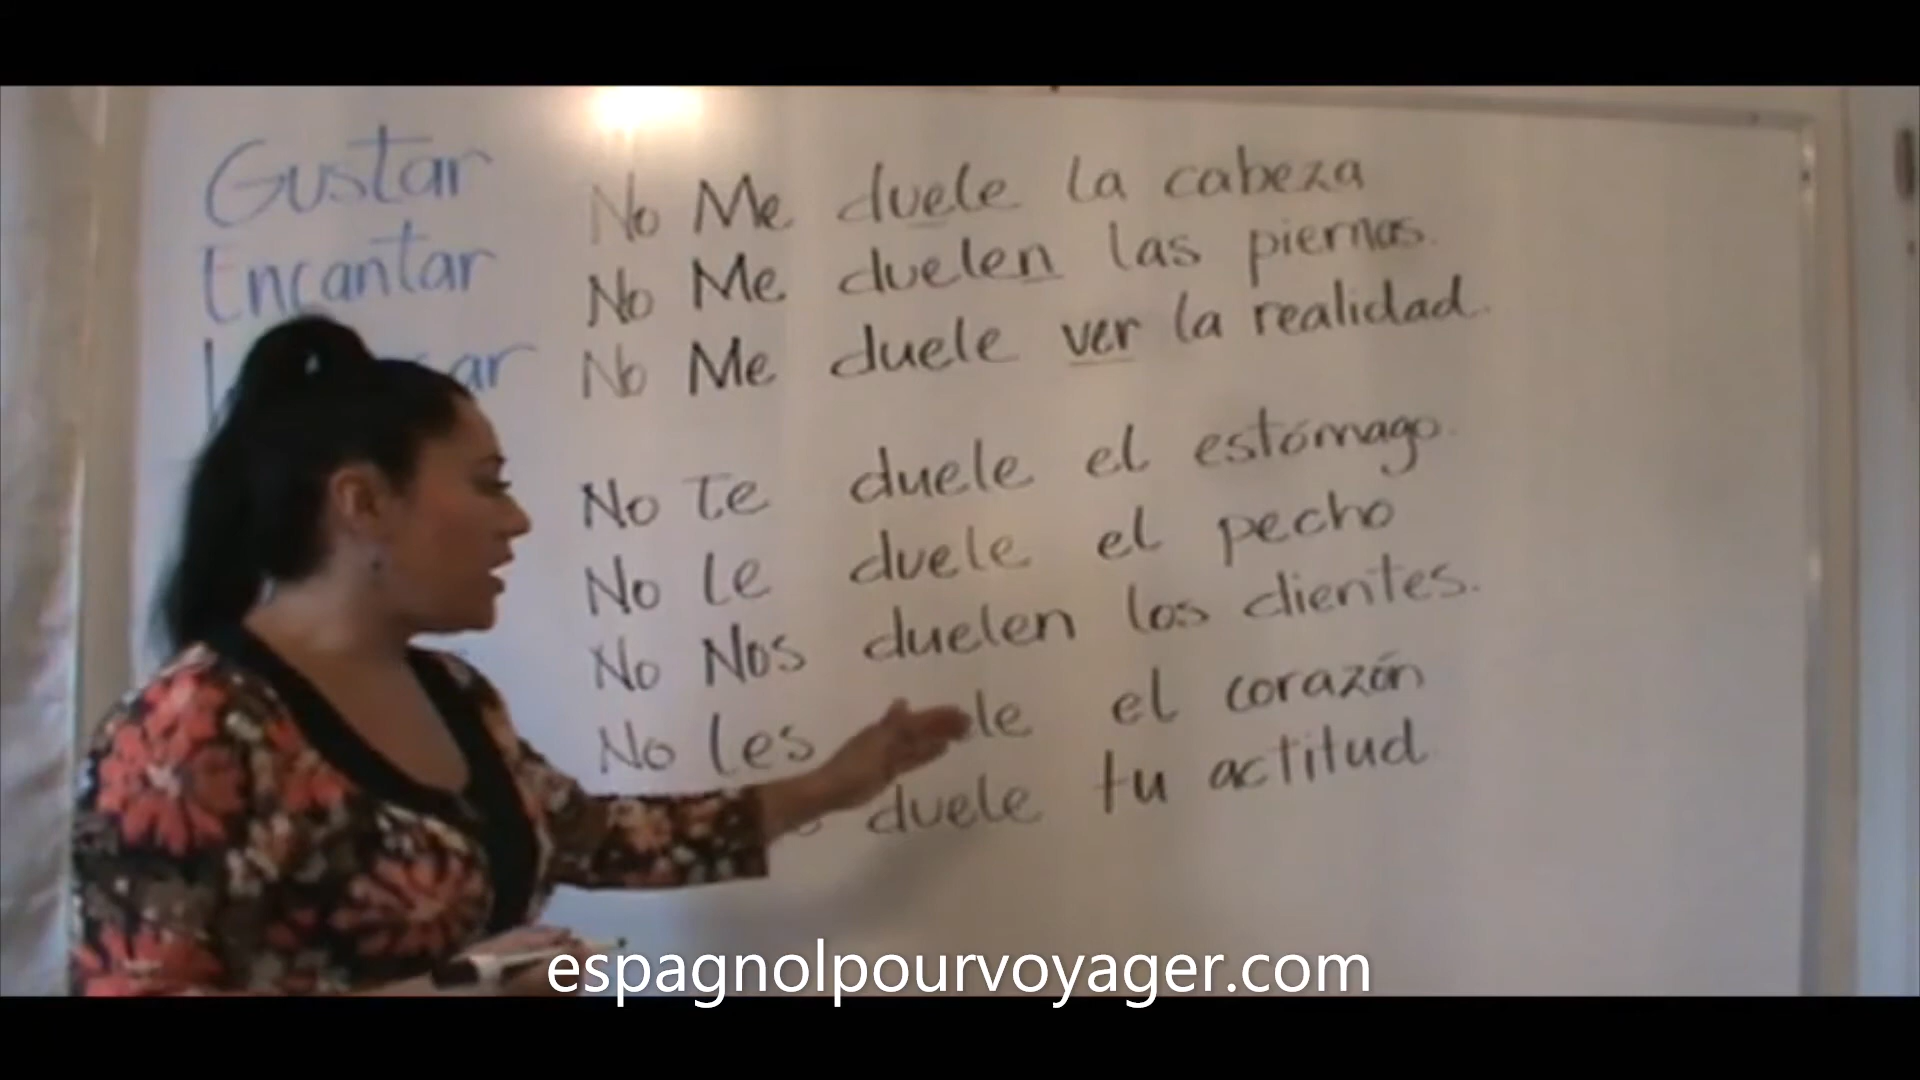 Gustar
Encantar
No Me duele la cabeza
No Me duelen las piernas.
No Me duele ver la realidad.
No te duele el estómago.
No le duele el pecho
No Nos duelen los dientes.
No les el corazón
duele tu actitud
espagnolpourvoyager.com